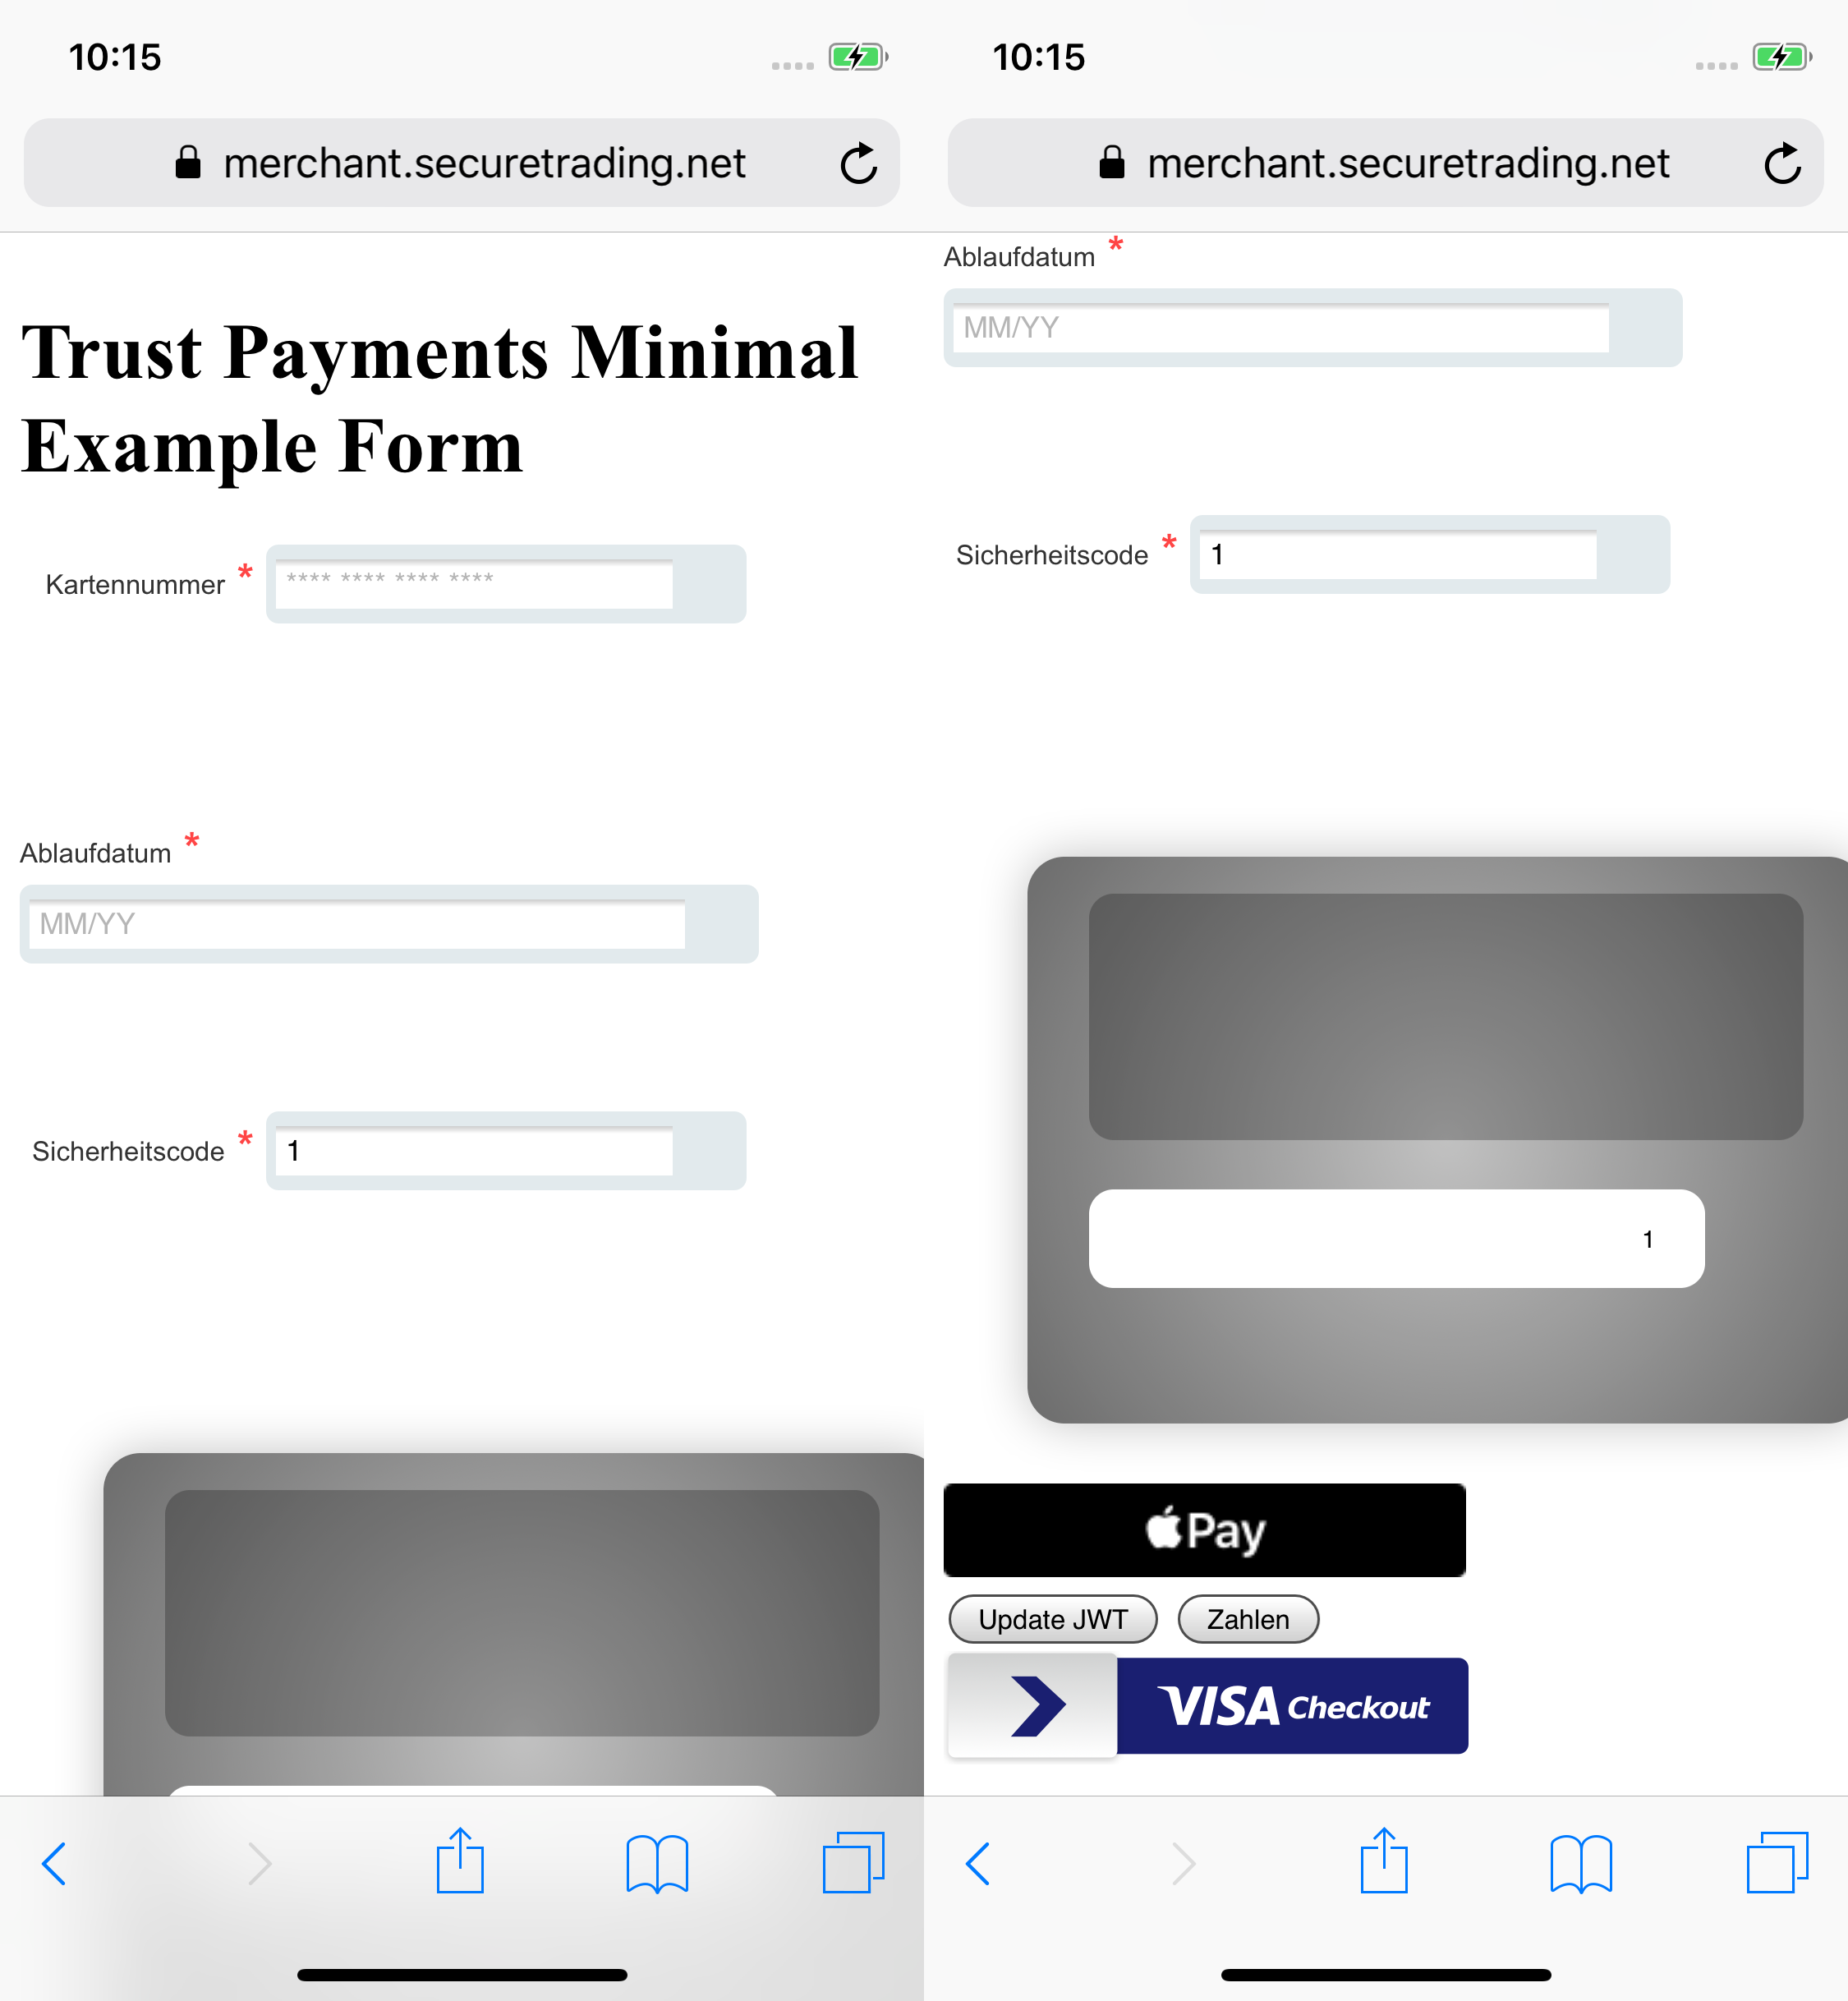 10:15
merchant.securetrading.net
Trust Payments Minimal
Example Form
Kartennummer *
**** **** **** ****
Ablaufdatum *
MM/YY
Sicherheitscode *
1
10:15
merchant.securetrading.net
Ablaufdatum *
MM/YY
Sicherheitscode *
1
1
Pay
Update JWT
Zahlen
VISA Checkout